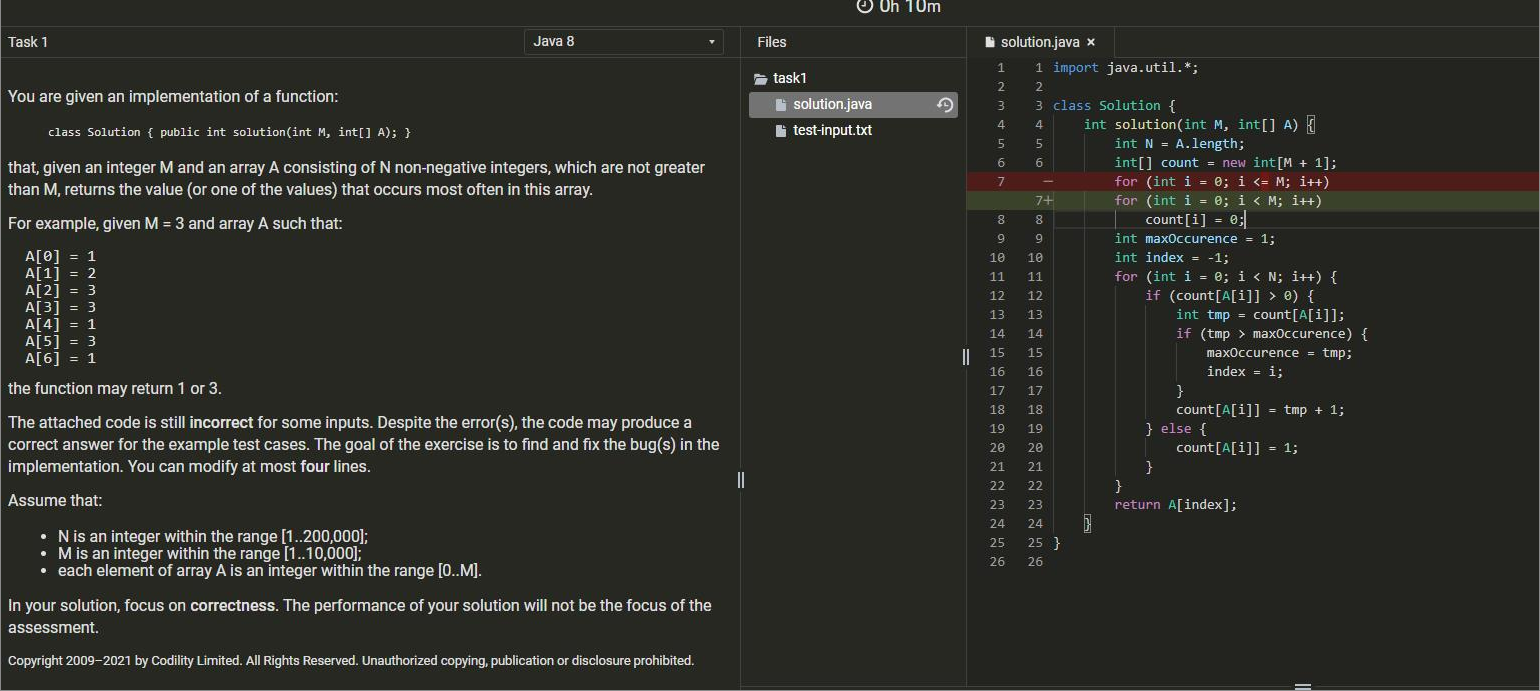 0h 10m
Task 1
Java 8
Files
solution.java ×
You are given an implementation of a function:
class Solution { public int solution(int M, int[] A); }
that, given an integer M and an array A consisting of N non-negative integers, which are not greater
than M, returns the value (or one of the values) that occurs most often in this array.
For example, given M = 3 and array A such that:
A[0] = 1
A[1] = 2
A[2] = 3
A[3] = 3
A[4] = 1
A[5] = 3
A[6] = 1
the function may return 1 or 3.
The attached code is still incorrect for some inputs. Despite the error(s), the code may produce a
correct answer for the example test cases. The goal of the exercise is to find and fix the bug(s) in the
implementation. You can modify at most four lines.
Assume that:
• N is an integer within the range [1..200,000];
• M is an integer within the range [1..10,000];
• each element of array A is an integer within the range [0..M].
In your solution, focus on correctness. The performance of your solution will not be the focus of the
assessment.
Copyright 2009–2021 by Codility Limited. All Rights Reserved. Unauthorized copying, publication or disclosure prohibited.
task1
solution.java
test-input.txt
1 1 import java.util.*;
2 2
3 3 class Solution {
4 4 int solution(int M, int[] A) {
5 5 int N = A.length;
6 6 int[] count = new int[M + 1];
7 − for (int i = 0; i <= M; i++)
7+ for (int i = 0; i < M; i++)
8 8 count[i] = 0;
9 9 int maxOccurence = 1;
10 10 int index = -1;
11 11 for (int i = 0; i < N; i++) {
12 12 if (count[A[i]] > 0) {
13 13 int tmp = count[A[i]];
14 14 if (tmp > maxOccurence) {
15 15 maxOccurence = tmp;
16 16 index = i;
17 17 }
18 18 count[A[i]] = tmp + 1;
19 19 } else {
20 20 count[A[i]] = 1;
21 21 }
22 22 }
23 23 return A[index];
24 24 }
25 25 }
26 26